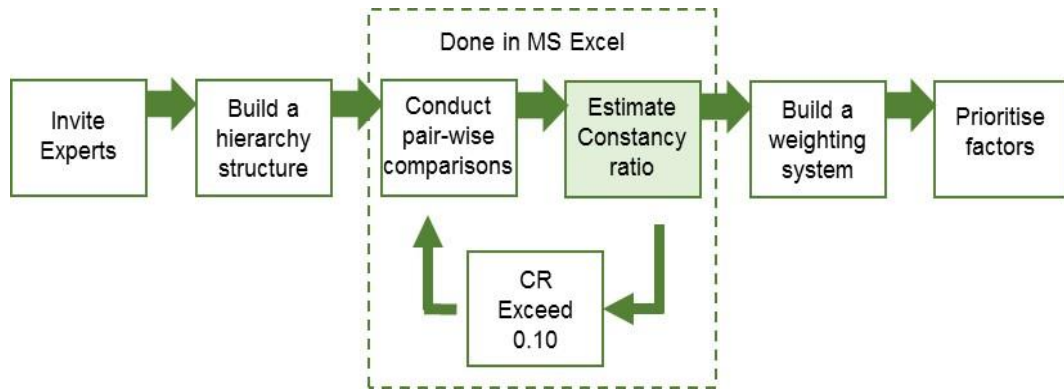 Done in MS Excel
Invite
Experts
Build a
hierarchy
structure
Conduct
pair-wise
comparisons
Estimate
Constancy
ratio
Build a
weighting
system
Prioritise
factors
CR
Exceed
0.10